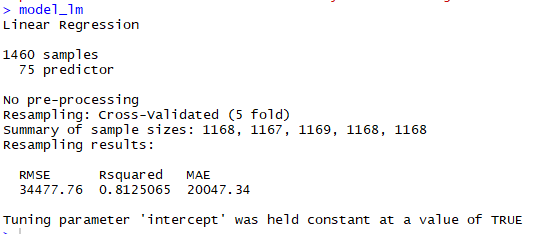 > model_lm
Linear Regression
1460 samples
75 predictor
No pre-processing
Resampling: Cross-Validated (5 fold)
Summary of sample sizes: 1168, 1167, 1169, 1168, 1168
Resampling results:
RMSE Rsquared MAE
34477.76 0.8125065 20047.34
Tuning parameter 'intercept' was held constant at a value of TRUE
>